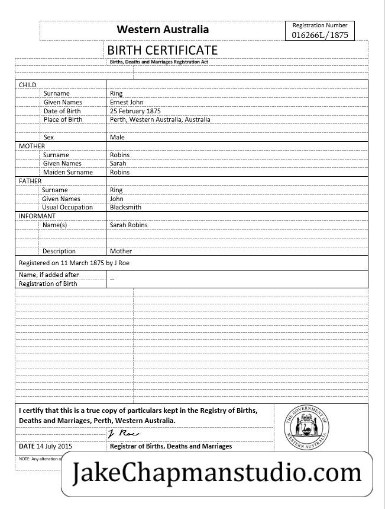 Western Australia
Registration Number
016266L/1875
BIRTH CERTIFICATE
Births, Deaths and Marriages Registration Act
CHILD
Surname Ring
Given Names Ernest John
Date of Birth 25 February 1875
Place of Birth Perth, Western Australia, Australia
Sex Male
MOTHER
Surname Robins
Given Names Sarah
Maiden Surname Robins
FATHER
Surname Ring
Given Names John
Usual Occupation Blacksmith
INFORMANT
Name(s) Sarah Robins
Description Mother
Registered on 11 March 1875 by J Roe
Name, if added after
Registration of Birth
I certify that this is a true copy of particulars kept in the Registry of Births,
Deaths and Marriages, Perth, Western Australia.
J Roe
DATE 14 July 2015 Registrar of Births, Deaths and Marriages
THE GOVERNMENT OF
WESTERN AUSTRALIA
NOTE: Any alteration
JakeChapmanstudio.com